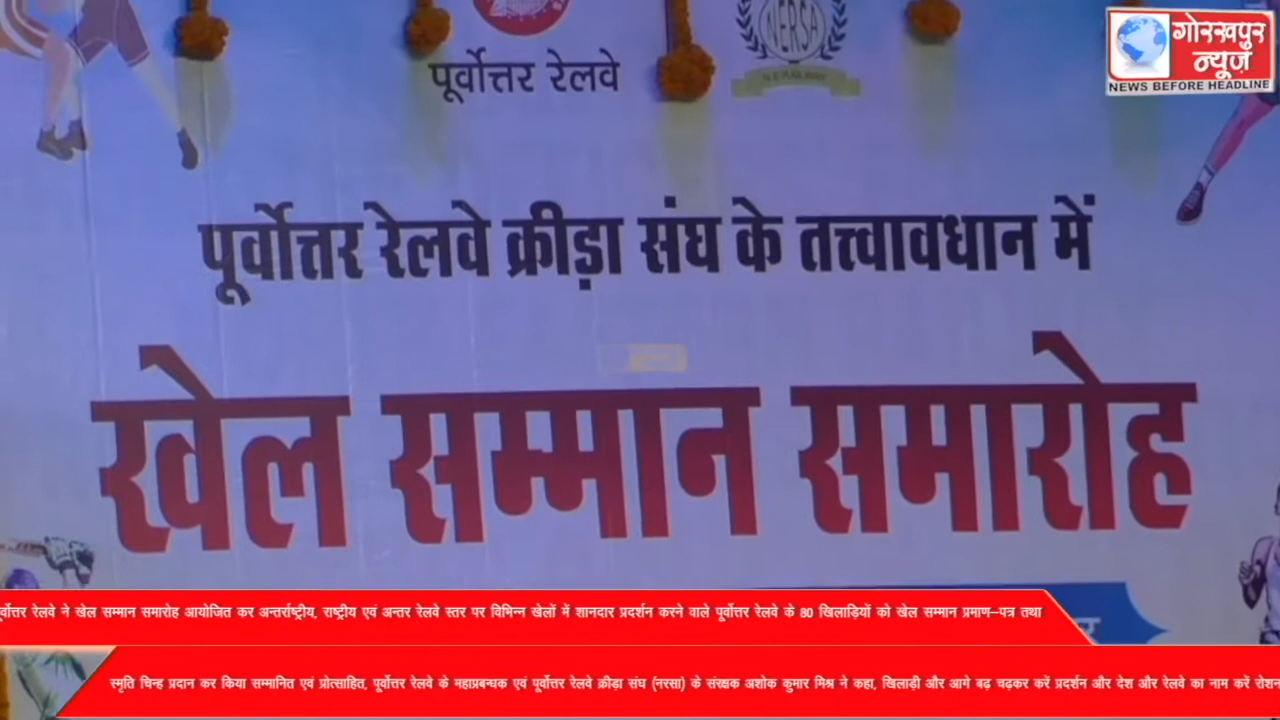 NERSA
N.E RAILWAY
पूर्वोत्तर रेलवे
गोरखपुर
न्यूज़
NEWS BEFORE HEADLINE
पूर्वोत्तर रेलवे क्रीड़ा संघ के तत्त्वावधान में
खेल सम्मान समारोह
र्वोत्तर रेलवे ने खेल सम्मान समारोह आयोजित कर अन्तर्राष्ट्रीय, राष्ट्रीय एवं अन्तर रेलवे स्तर पर विभिन्न खेलों में शानदार प्रदर्शन करने वाले पूर्वोत्तर रेलवे के 80 खिलाड़ियों को खेल सम्मान प्रमाण–पत्र तथा
स्मृति चिन्ह प्रदान कर किया सम्मानित एवं प्रोत्साहित, पूर्वोत्तर रेलवे के महाप्रबन्धक एवं पूर्वोत्तर रेलवे क्रीड़ा संघ (नरसा) के संरक्षक अशोक कुमार मिश्र ने कहा, खिलाड़ी और आगे बढ़ चढ़कर करें प्रदर्शन और देश और रेलवे का नाम करें रोशन